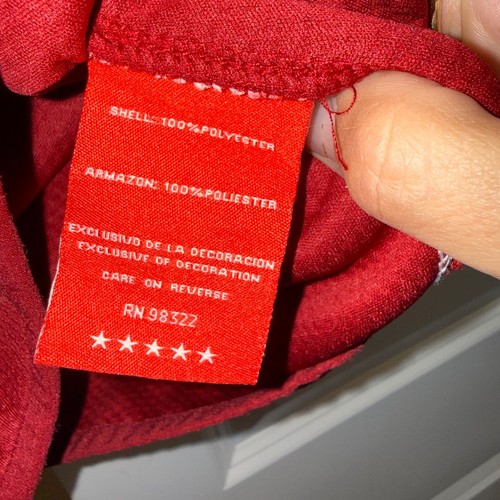 SHELL: 100%POLYESTER
ARMAZON: 100%POLIESTER
EXCLUSIVO DE LA DECORACION
EXCLUSIVE OF DECORATION
CARE ON REVERSE
RN 98322